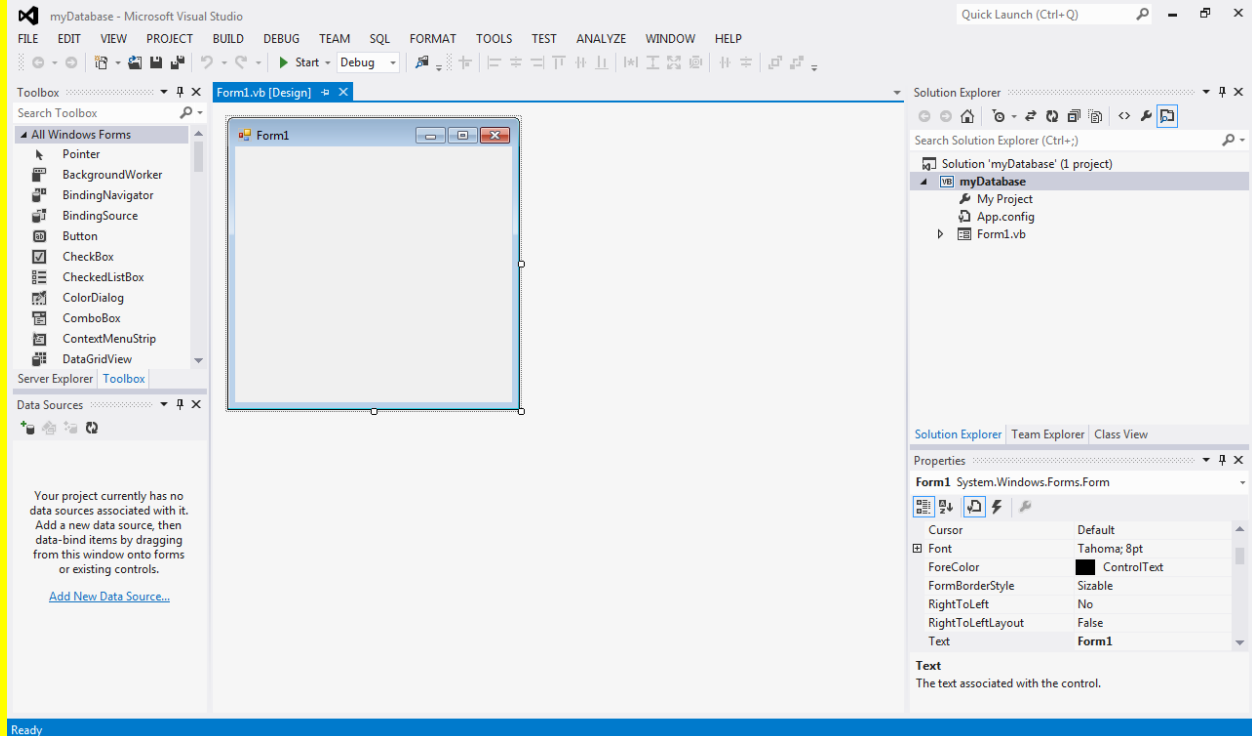 myDatabase - Microsoft Visual Studio
Quick Launch (Ctrl+Q)
FILE EDIT VIEW PROJECT BUILD DEBUG TEAM SQL FORMAT TOOLS TEST ANALYZE WINDOW HELP
Start Debug
Toolbox
Search Toolbox
All Windows Forms
Pointer
BackgroundWorker
BindingNavigator
BindingSource
Button
CheckBox
CheckedListBox
ColorDialog
ComboBox
ContextMenuStrip
DataGridView
Server Explorer Toolbox
Data Sources
Your project currently has no
data sources associated with it.
Add a new data source, then
data-bind items by dragging
from this window onto forms
or existing controls.
Add New Data Source...
Form1.vb [Design]
Form1
Solution Explorer
Search Solution Explorer (Ctrl+;)
Solution 'myDatabase' (1 project)
VB myDatabase
My Project
App.config
Form1.vb
Solution Explorer Team Explorer Class View
Properties
Form1 System.Windows.Forms.Form
Cursor Default
Font Tahoma; 8pt
ForeColor ControlText
FormBorderStyle Sizable
RightToLeft No
RightToLeftLayout False
Text Form1
Text
The text associated with the control.
Ready